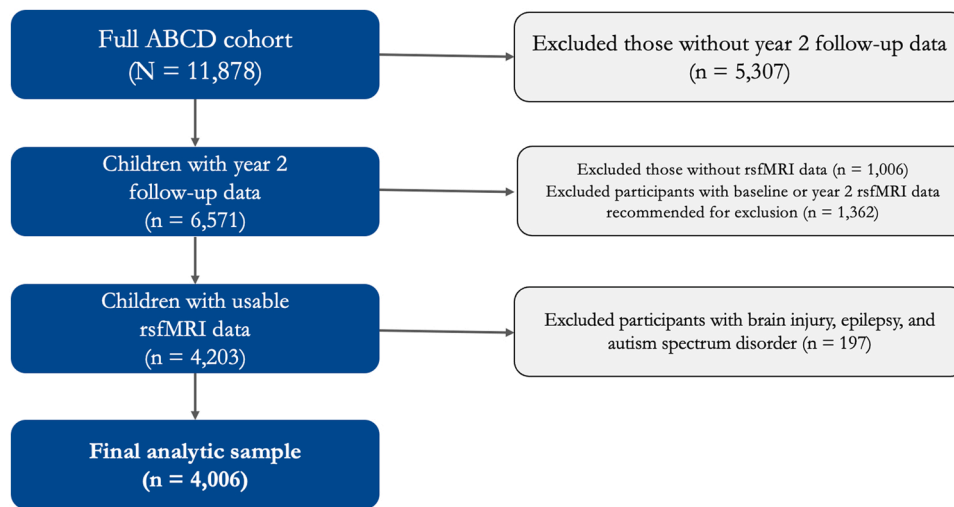 Full ABCD cohort
(N = 11,878)
Excluded those without year 2 follow-up data
(n = 5,307)
Children with year 2
follow-up data
(n = 6,571)
Excluded those without rsfMRI data (n = 1,006)
Excluded participants with baseline or year 2 rsfMRI data
recommended for exclusion (n = 1,362)
Children with usable
rsfMRI data
(n = 4,203)
Excluded participants with brain injury, epilepsy, and
autism spectrum disorder (n = 197)
Final analytic sample
(n = 4,006)